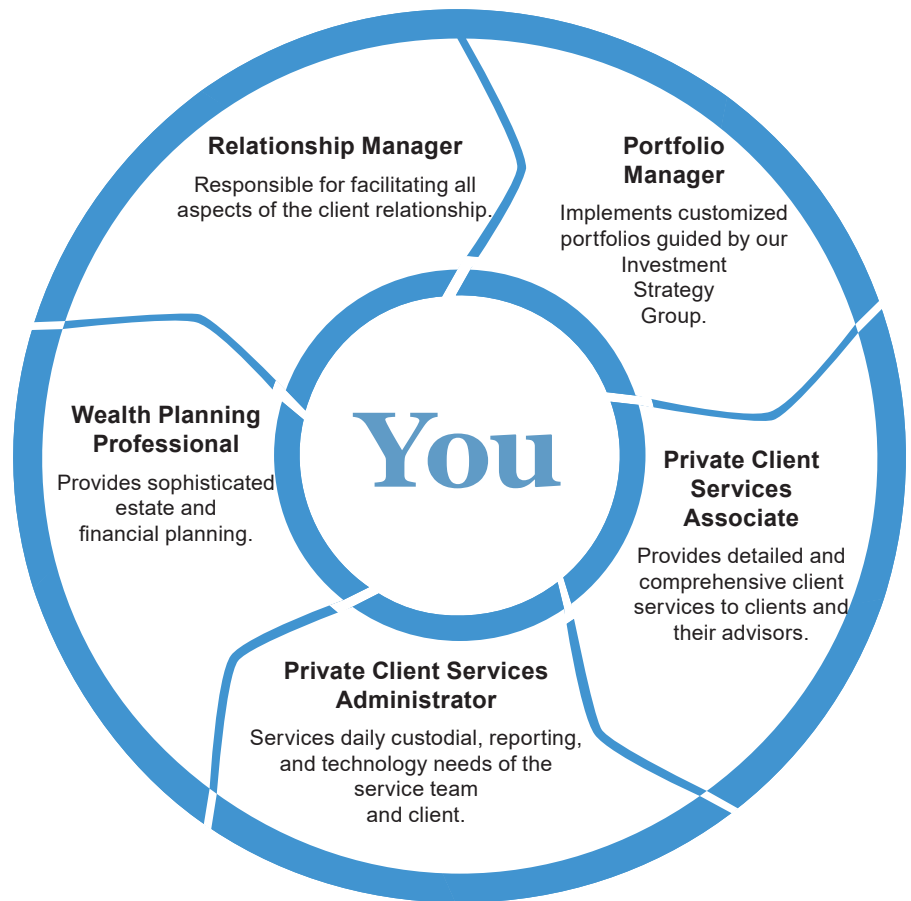 Relationship Manager
Responsible for facilitating all
aspects of the client relationship.
Portfolio
Manager
Implements customized
portfolios guided by our
Investment
Strategy
Group.
Wealth Planning
Professional
Provides sophisticated
estate and
financial planning.
You
Private Client
Services
Associate
Provides detailed and
comprehensive client
services to clients and
their advisors.
Private Client Services
Administrator
Services daily custodial, reporting,
and technology needs of the
service team
and client.